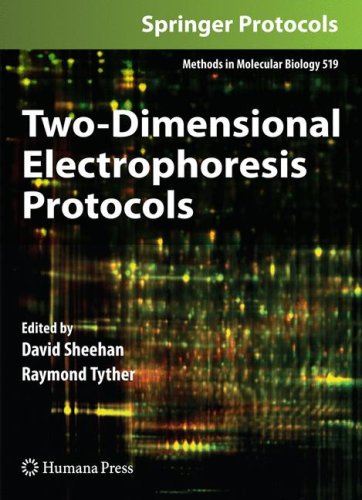 Springer Protocols
Methods in Molecular Biology 519
Two-Dimensional
Electrophoresis
Protocols
Edited by
David Sheehan
Raymond Tyther
Humana Press